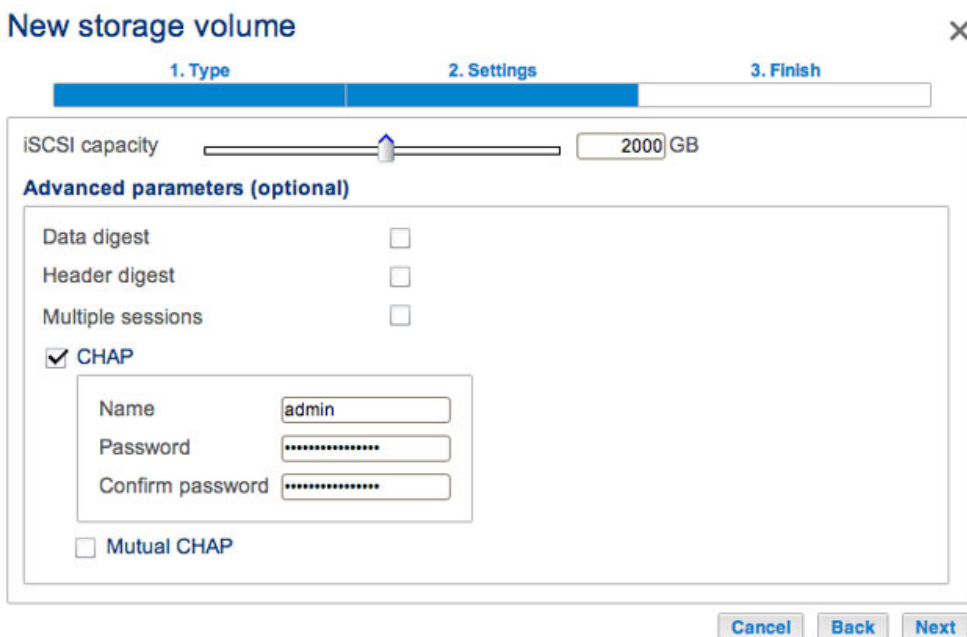 New storage volume
1. Type 2. Settings 3. Finish
iSCSI capacity 2000 GB
Advanced parameters (optional)
Data digest
Header digest
Multiple sessions
CHAP
Name admin
Password ••••••••••••••••
Confirm password ••••••••••••••••
Mutual CHAP
Cancel Back Next